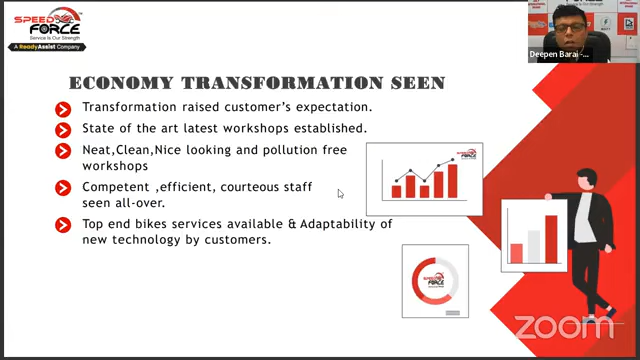 SPEED
FORCE
Service Is Our Strength
A ReadyAssist Company
Deepen Barai -...
ECONOMY TRANSFORMATION SEEN
Transformation raised customer's expectation.
State of the art latest workshops established.
Neat,Clean,Nice looking and pollution free
workshops
Competent ,efficient, courteous staff
seen all-over.
Top end bikes services available & Adaptability of
new technology by customers.
zoom